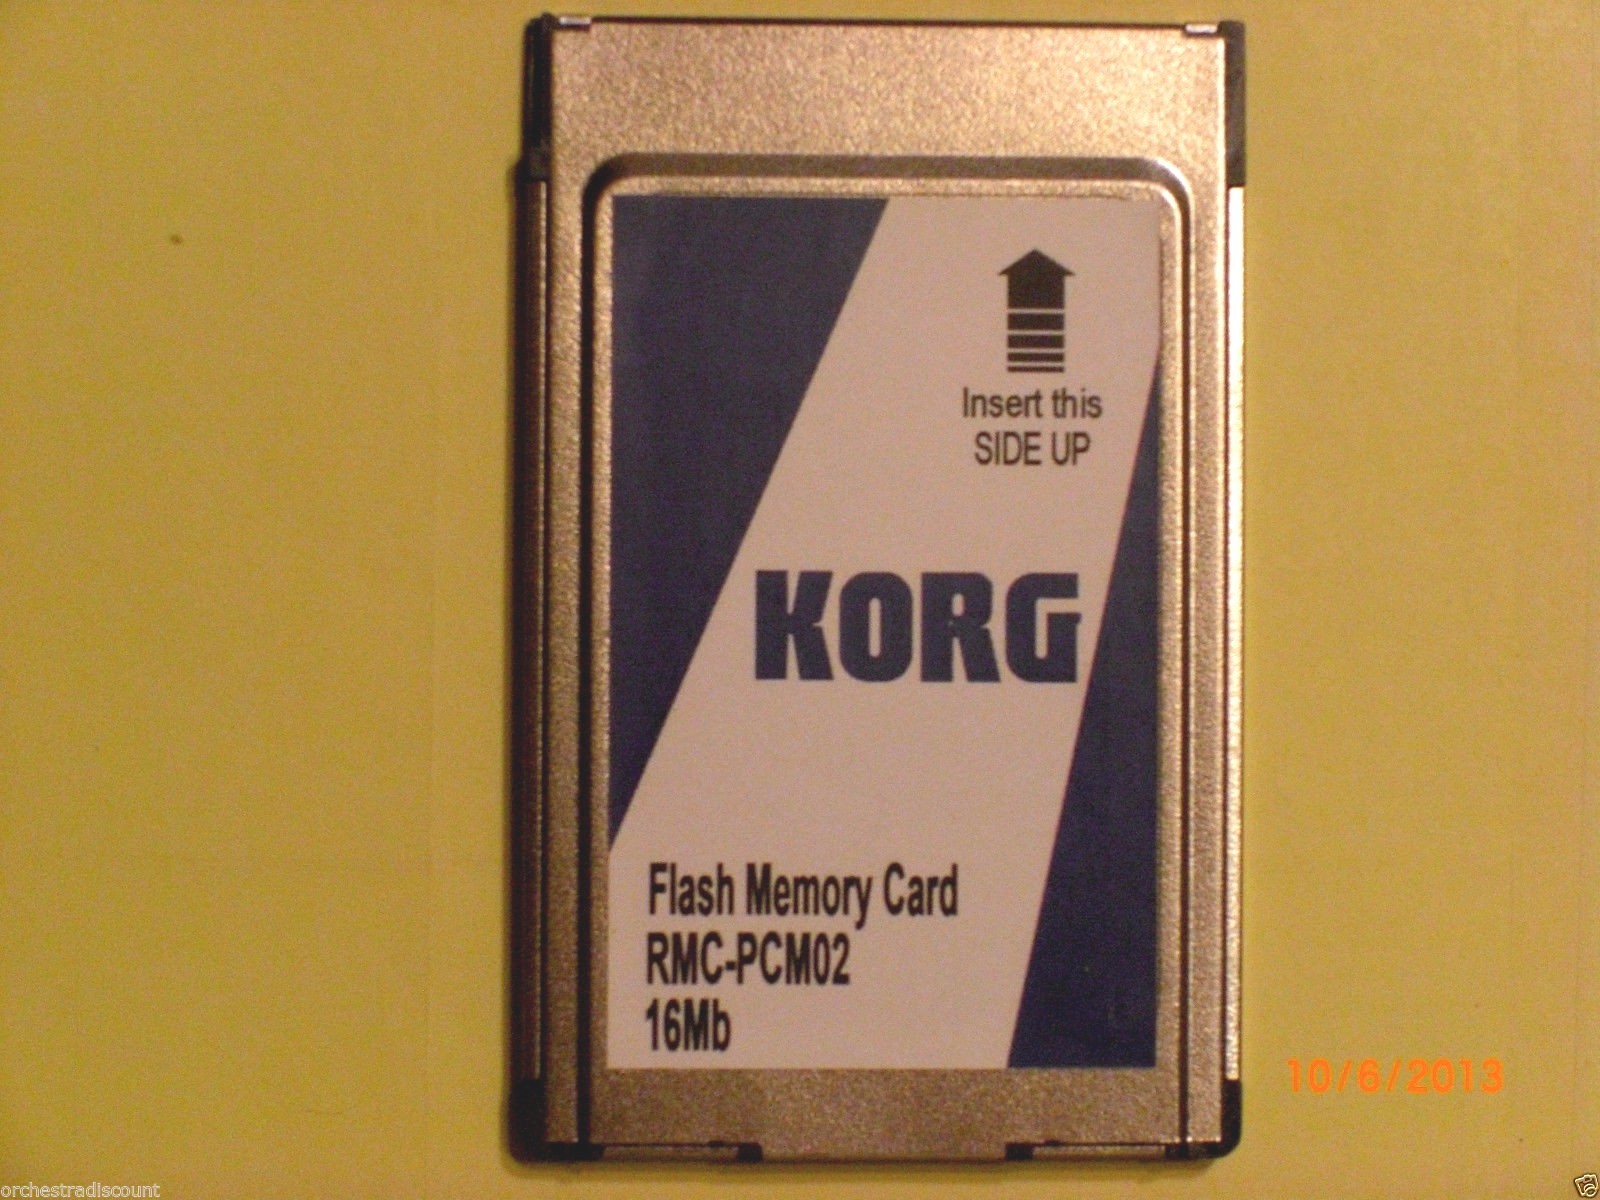 Insert this
SIDE UP
KORG
Flash Memory Card
RMC-PCM02
16Mb
10/6/2013
orchestradiscount